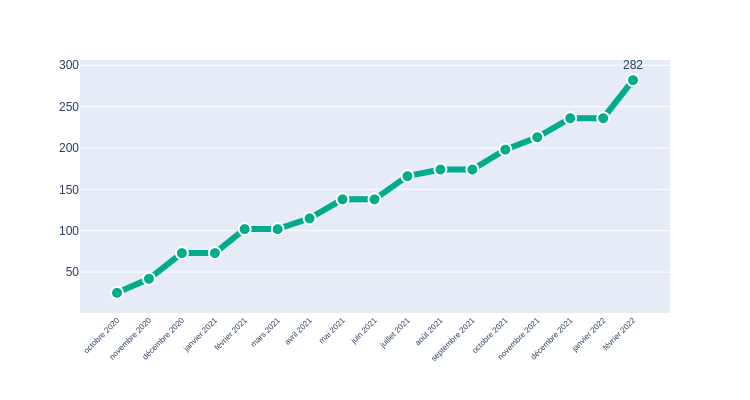 300
282
250
200
150
100
50
octobre 2020
novembre 2020
décembre 2020
janvier 2021
février 2021
mars 2021
avril 2021
mai 2021
juin 2021
juillet 2021
août 2021
septembre 2021
octobre 2021
novembre 2021
décembre 2021
janvier 2022
février 2022